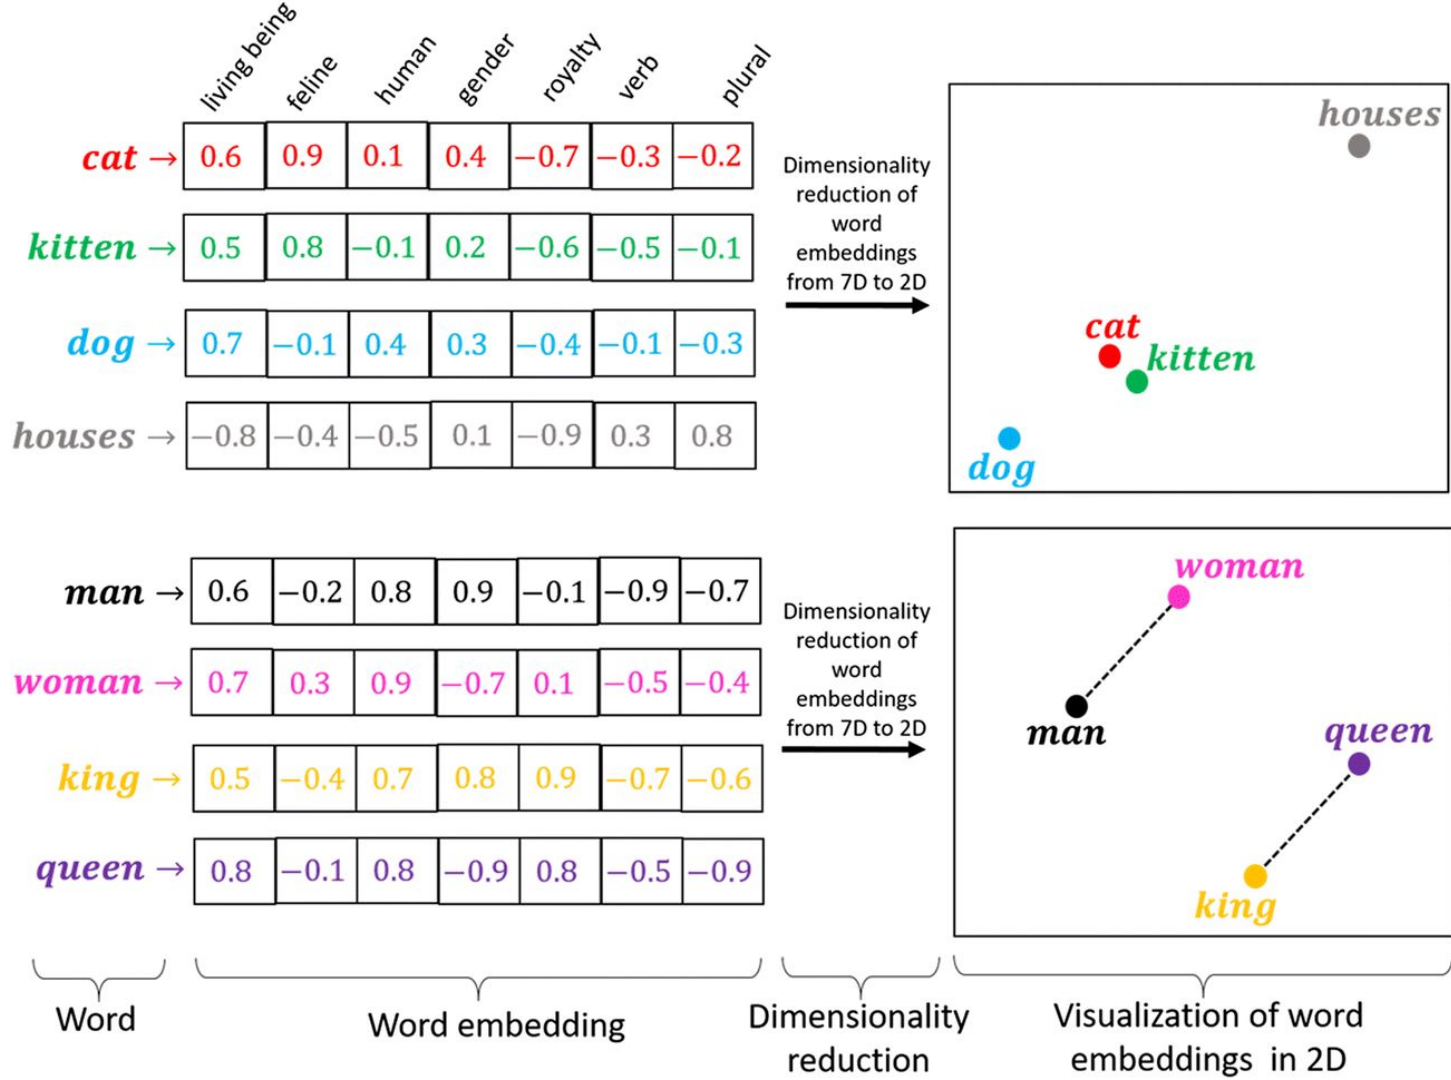 living being feline human gender royalty verb plural
cat → 0.6 0.9 0.1 0.4 −0.7 −0.3 −0.2
kitten → 0.5 0.8 −0.1 0.2 −0.6 −0.5 −0.1
dog → 0.7 −0.1 0.4 0.3 −0.4 −0.1 −0.3
houses → −0.8 −0.4 −0.5 0.1 −0.9 0.3 0.8
Dimensionality
reduction of
word
embeddings
from 7D to 2D
houses
cat
kitten
dog
man → 0.6 −0.2 0.8 0.9 −0.1 −0.9 −0.7
woman → 0.7 0.3 0.9 −0.7 0.1 −0.5 −0.4
king → 0.5 −0.4 0.7 0.8 0.9 −0.7 −0.6
queen → 0.8 −0.1 0.8 −0.9 0.8 −0.5 −0.9
Dimensionality
reduction of
word
embeddings
from 7D to 2D
woman
man
queen
king
Word
Word embedding
Dimensionality
reduction
Visualization of word
embeddings in 2D